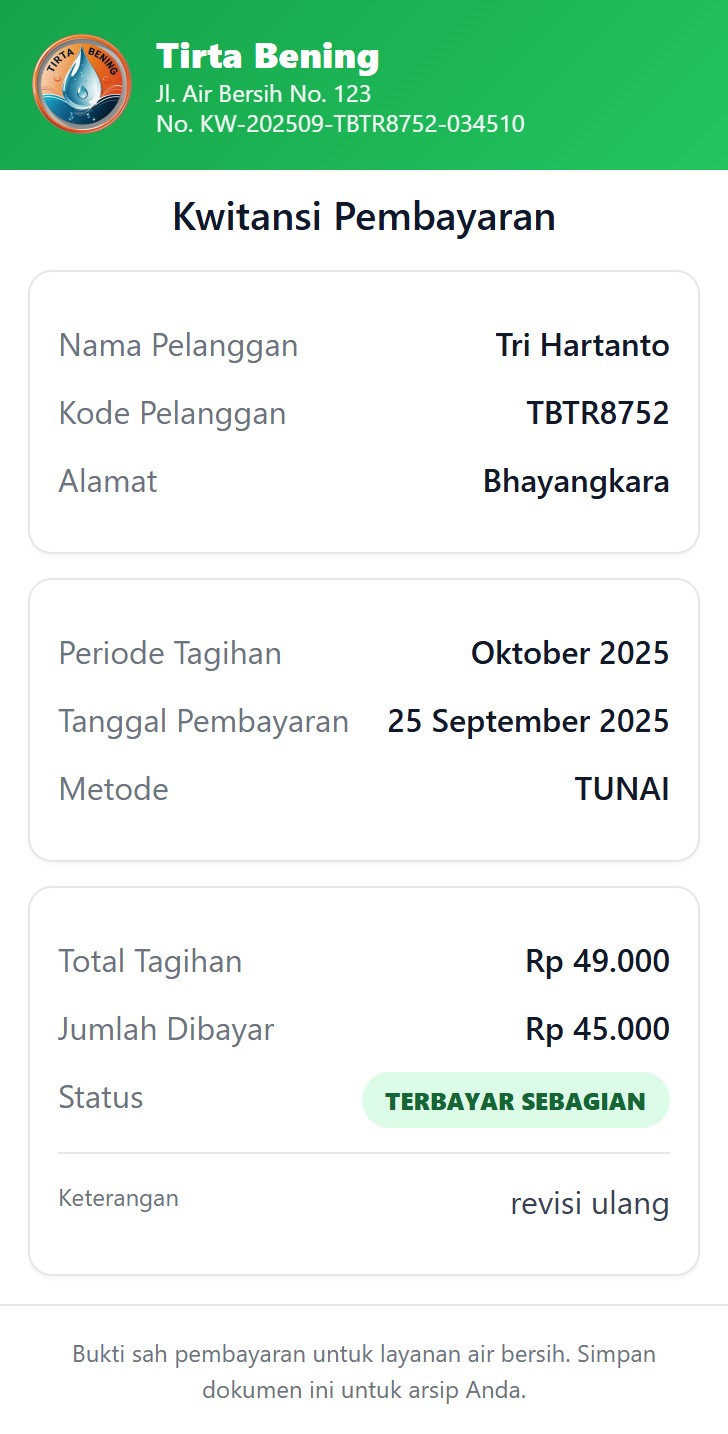 TIRTA BENING
Tirta Bening
Jl. Air Bersih No. 123
No. KW-202509-TBTR8752-034510
Kwitansi Pembayaran
Nama Pelanggan Tri Hartanto
Kode Pelanggan TBTR8752
Alamat Bhayangkara
Periode Tagihan Oktober 2025
Tanggal Pembayaran 25 September 2025
Metode TUNAI
Total Tagihan Rp 49.000
Jumlah Dibayar Rp 45.000
Status TERBAYAR SEBAGIAN
Keterangan revisi ulang
Bukti sah pembayaran untuk layanan air bersih. Simpan
dokumen ini untuk arsip Anda.